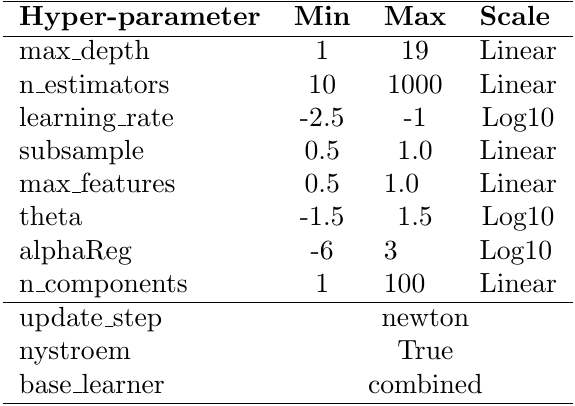 Hyper-parameter Min Max Scale
max_depth 1 19 Linear
n_estimators 10 1000 Linear
learning_rate -2.5 -1 Log10
subsample 0.5 1.0 Linear
max_features 0.5 1.0 Linear
theta -1.5 1.5 Log10
alphaReg -6 3 Log10
n_components 1 100 Linear
update_step newton
nystroem True
base_learner combined